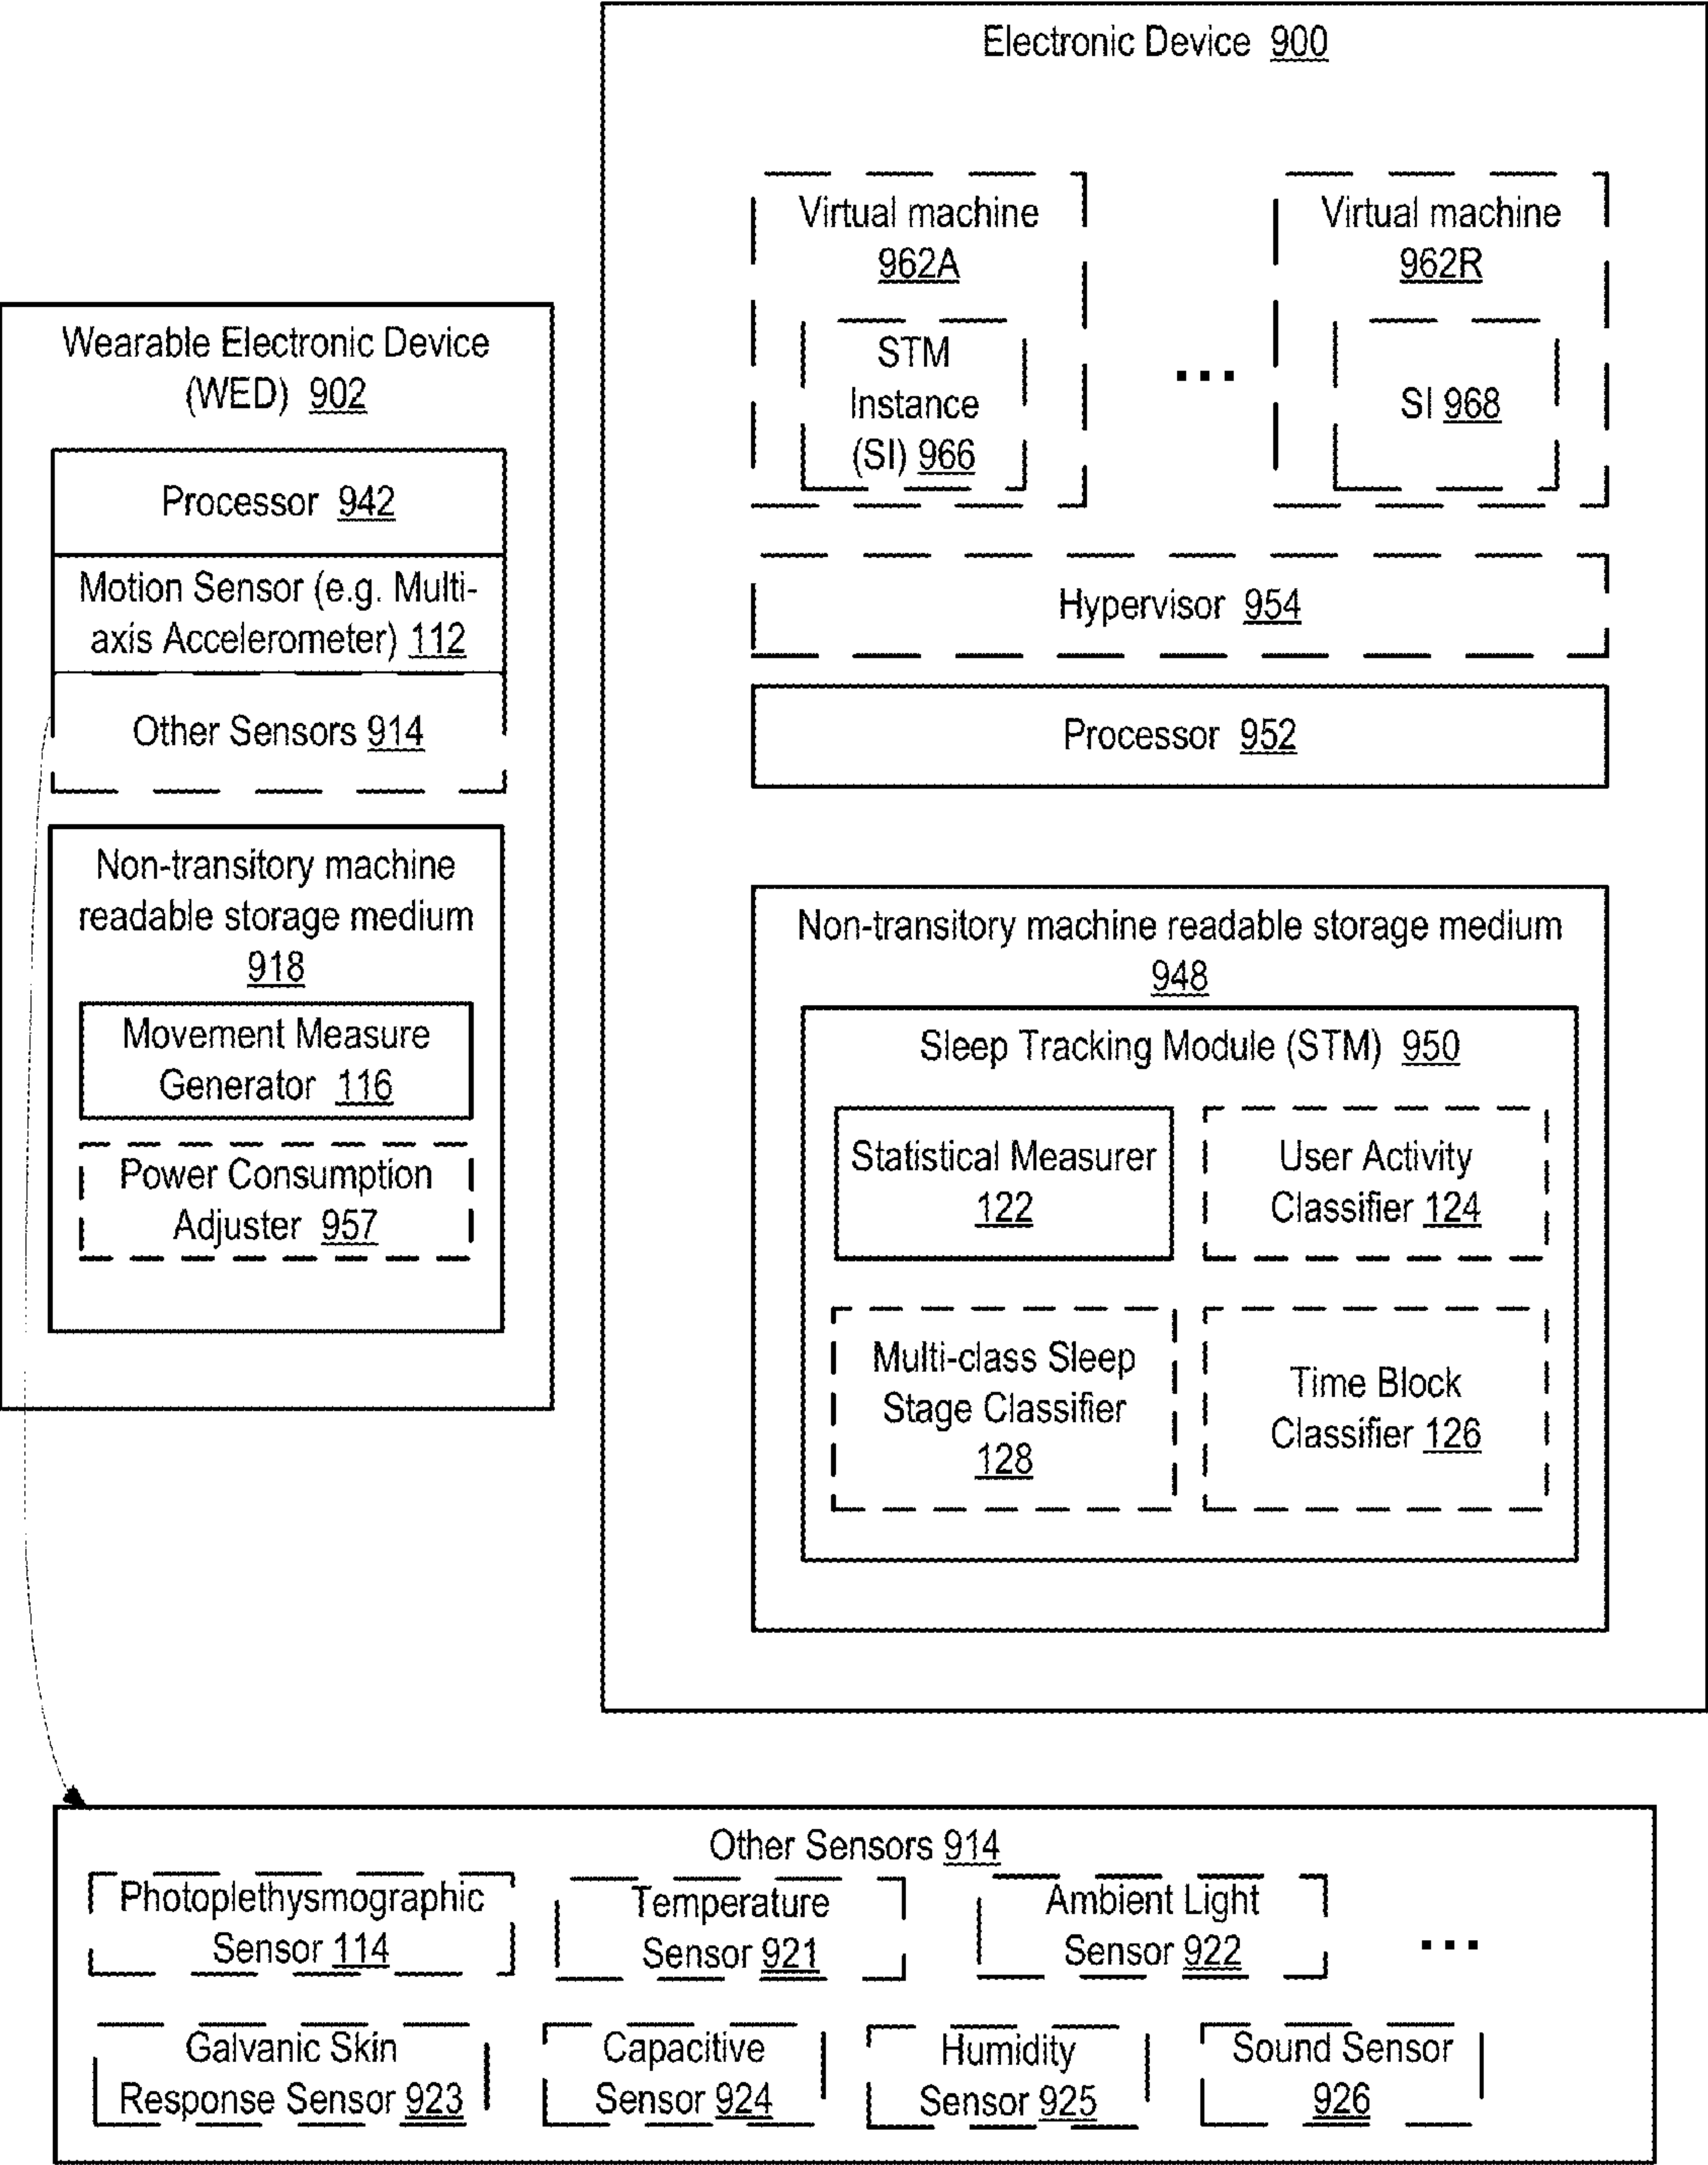 Electronic Device 900
Virtual machine
962A
STM
Instance
(SI) 966
...
Virtual machine
962R
SI 968
Hypervisor 954
Processor 952
Non-transitory machine readable storage medium
948
Sleep Tracking Module (STM) 950
Statistical Measurer
122
User Activity
Classifier 124
Multi-class Sleep
Stage Classifier
128
Time Block
Classifier 126
Wearable Electronic Device
(WED) 902
Processor 942
Motion Sensor (e.g. Multi-
axis Accelerometer) 112
Other Sensors 914
Non-transitory machine
readable storage medium
918
Movement Measure
Generator 116
Power Consumption
Adjuster 957
Other Sensors 914
Photoplethysmographic
Sensor 114
Temperature
Sensor 921
Ambient Light
Sensor 922
...
Galvanic Skin
Response Sensor 923
Capacitive
Sensor 924
Humidity
Sensor 925
Sound Sensor
926